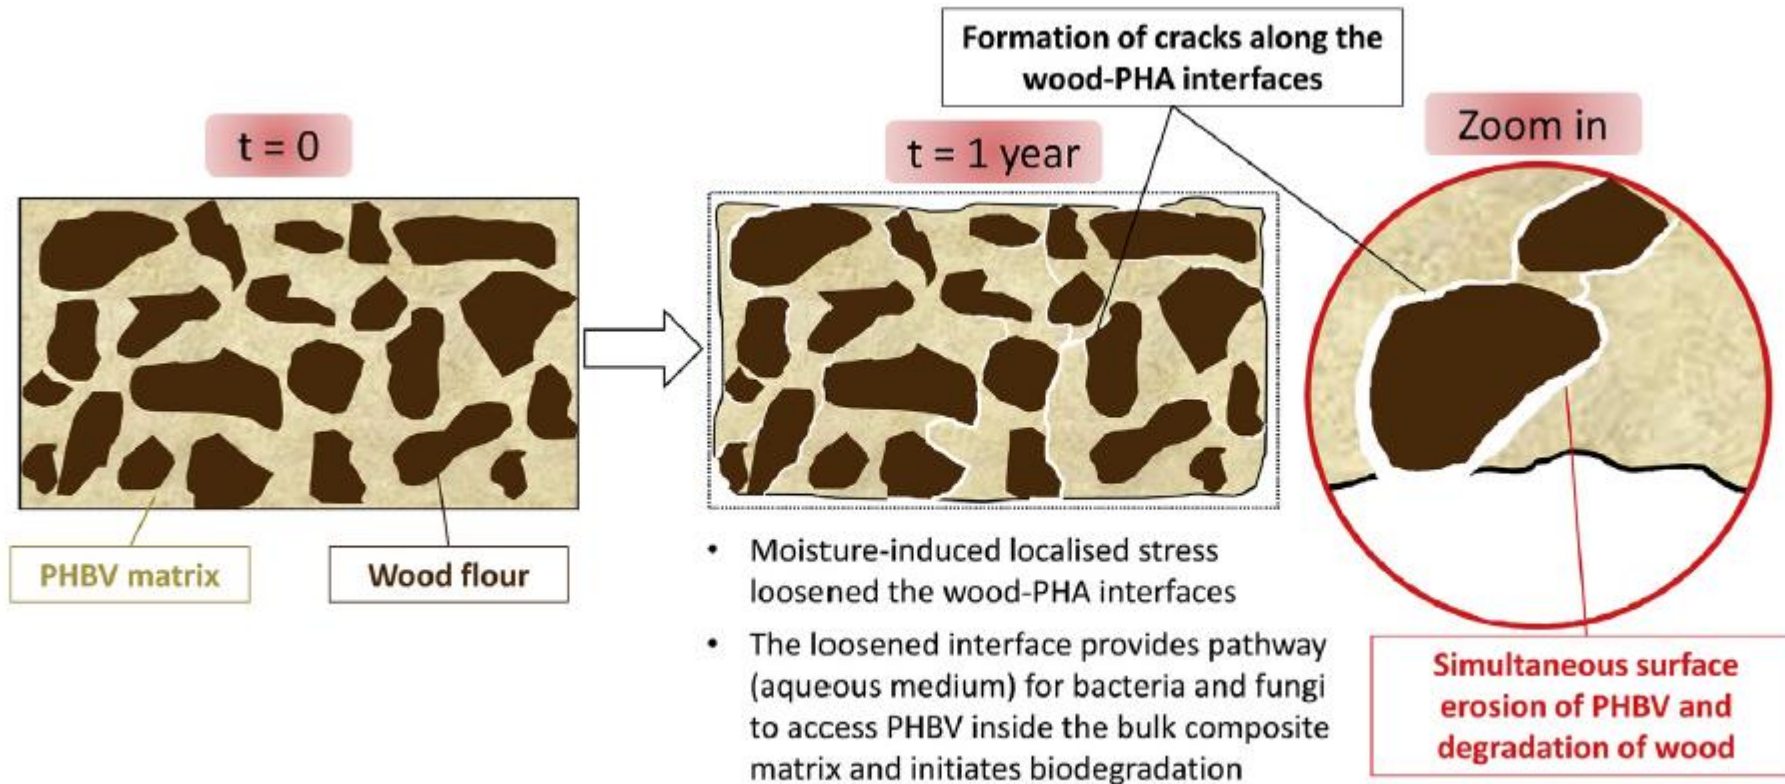 Formation of cracks along the
wood-PHA interfaces
t = 0
t = 1 year
Zoom in
PHBV matrix
Wood flour
• Moisture-induced localised stress
loosened the wood-PHA interfaces
• The loosened interface provides pathway
(aqueous medium) for bacteria and fungi
to access PHBV inside the bulk composite
matrix and initiates biodegradation
Simultaneous surface
erosion of PHBV and
degradation of wood